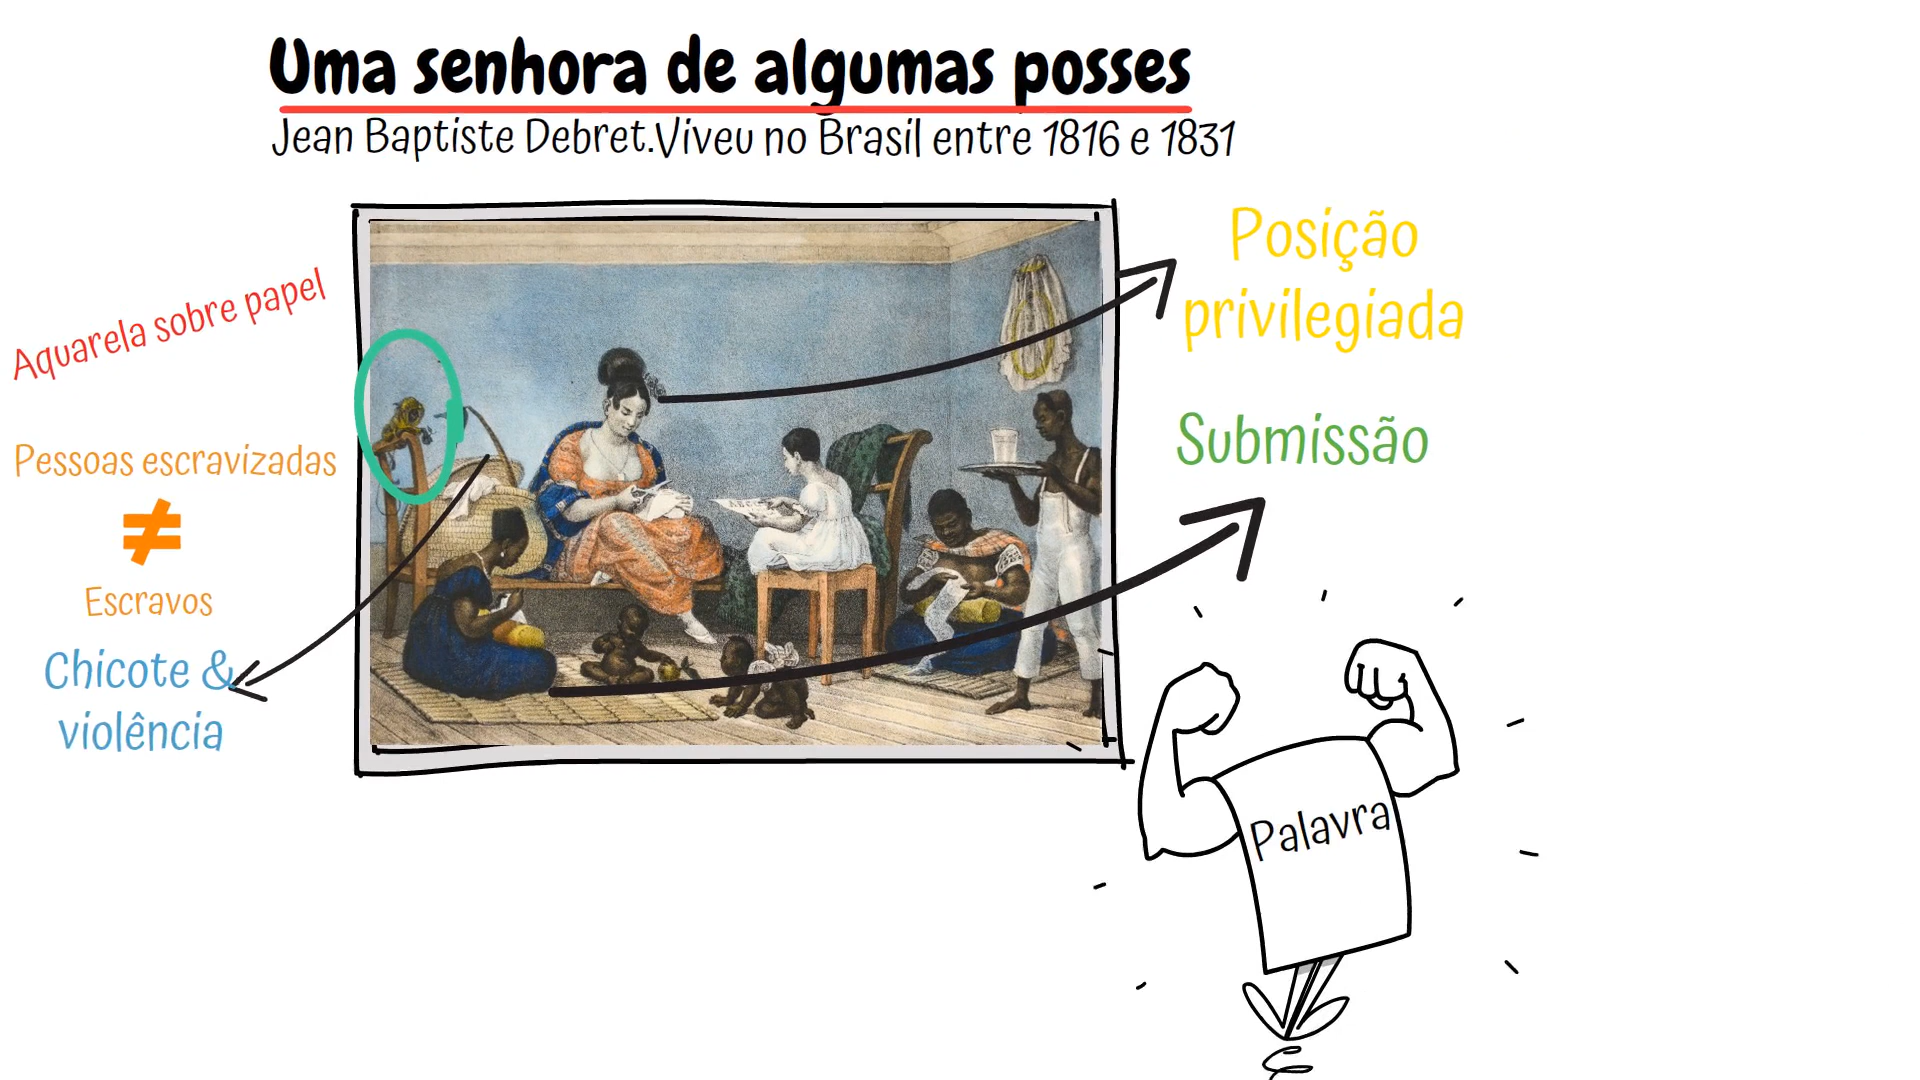 Uma senhora de algumas posses
Jean Baptiste Debret.Viveu no Brasil entre 1816 e 1831
Aquarela sobre papel
Pessoas escravizadas
≠
Escravos
Chicote &
violência
Posição
privilegiada
Submissão
Palavra